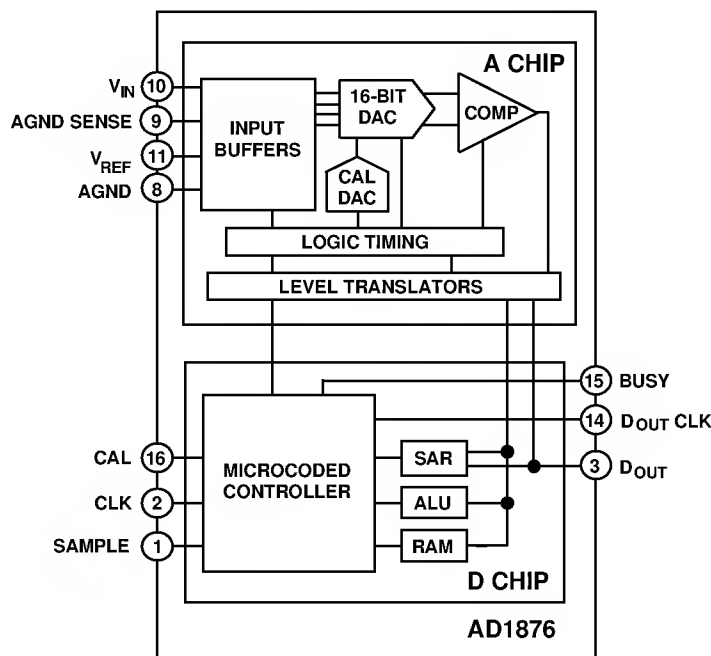 A CHIP
V_IN 10
AGND SENSE 9
V_REF 11
AGND 8
INPUT
BUFFERS
16-BIT
DAC
COMP
CAL
DAC
LOGIC TIMING
LEVEL TRANSLATORS
15 BUSY
14 D_OUT CLK
3 D_OUT
CAL 16
CLK 2
SAMPLE 1
MICROCODED
CONTROLLER
SAR
ALU
RAM
D CHIP
AD1876